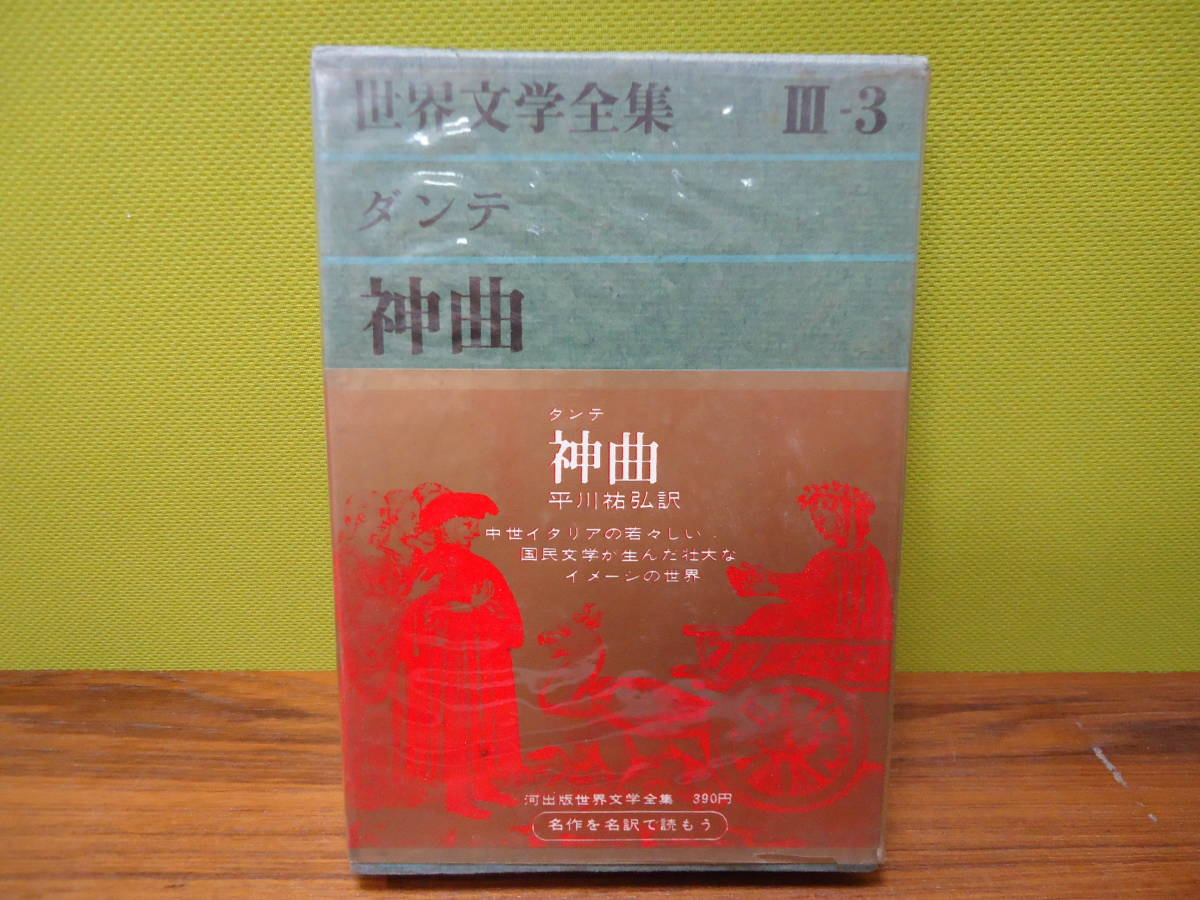 世界文学全集 III-3
ダンテ
神曲
ダンテ
神曲
平川祐弘訳
中世イタリアの若々しい
国民文学が生んだ壮大な
イメージの世界
河出版世界文学全集 390円
名作を名訳で読もう